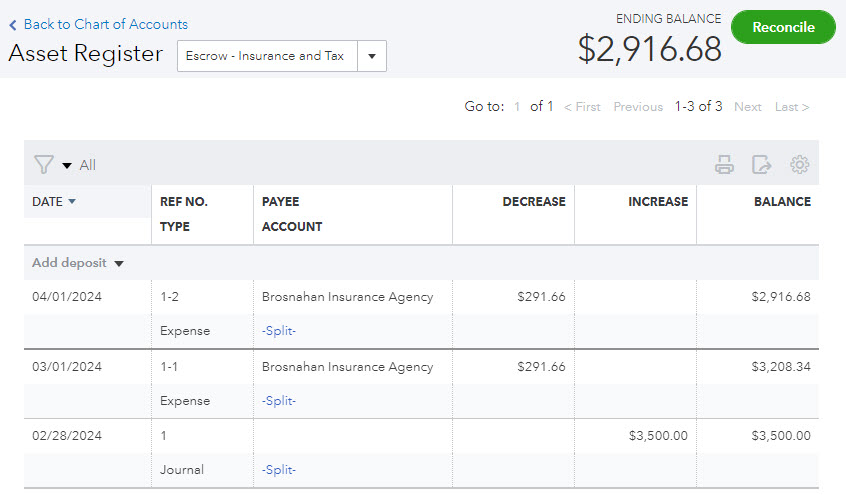 Back to Chart of Accounts
ENDING BALANCE
Asset Register Escrow - Insurance and Tax $2,916.68 Reconcile
Go to: 1 of 1 < First Previous 1-3 of 3 Next Last >
All
DATE REF NO. PAYEE DECREASE INCREASE BALANCE
TYPE ACCOUNT
Add deposit
04/01/2024 1-2 Brosnahan Insurance Agency $291.66 $2,916.68
Expense -Split-
03/01/2024 1-1 Brosnahan Insurance Agency $291.66 $3,208.34
Expense -Split-
02/28/2024 1 $3,500.00 $3,500.00
Journal -Split-